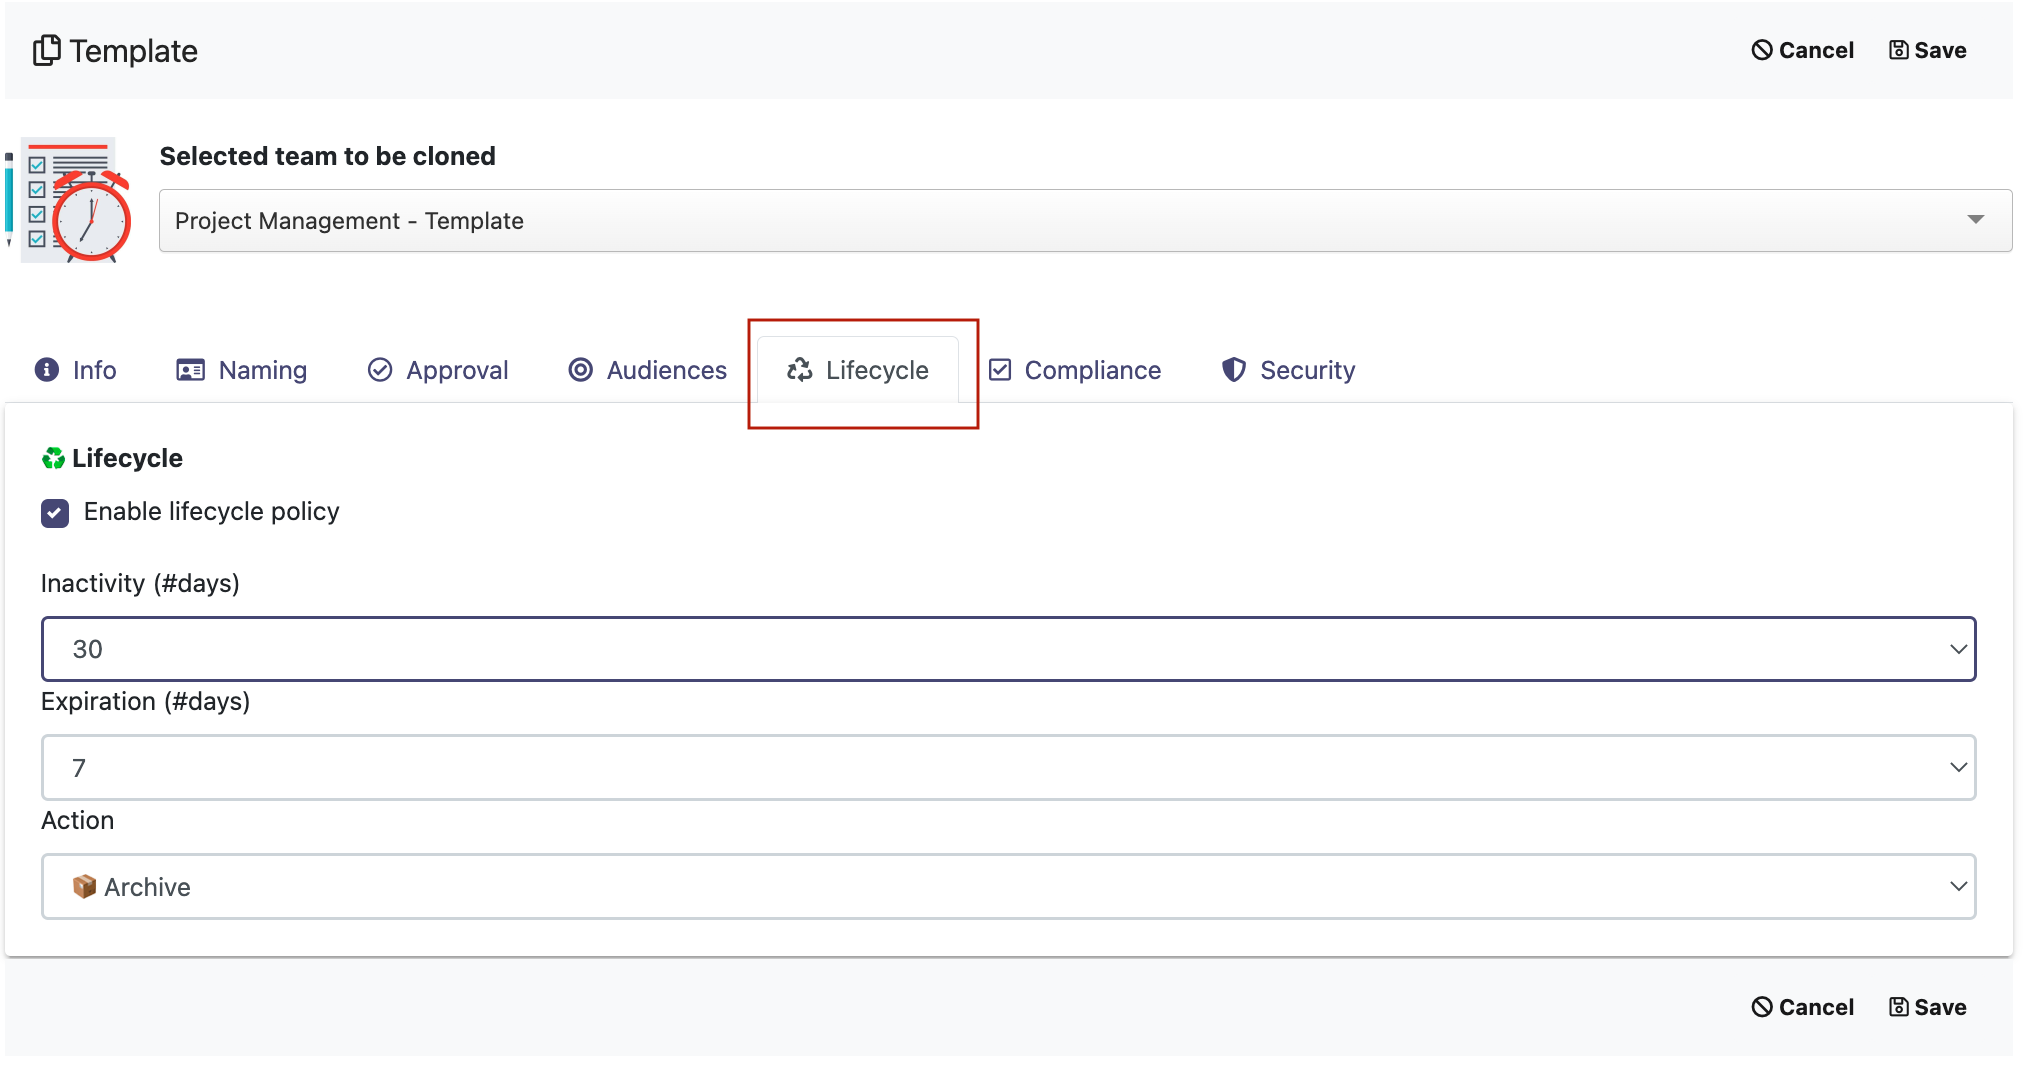 Template
Cancel Save
Selected team to be cloned
Project Management - Template
Info Naming Approval Audiences Lifecycle Compliance Security
Lifecycle
Enable lifecycle policy
Inactivity (#days)
30
Expiration (#days)
7
Action
Archive
Cancel Save